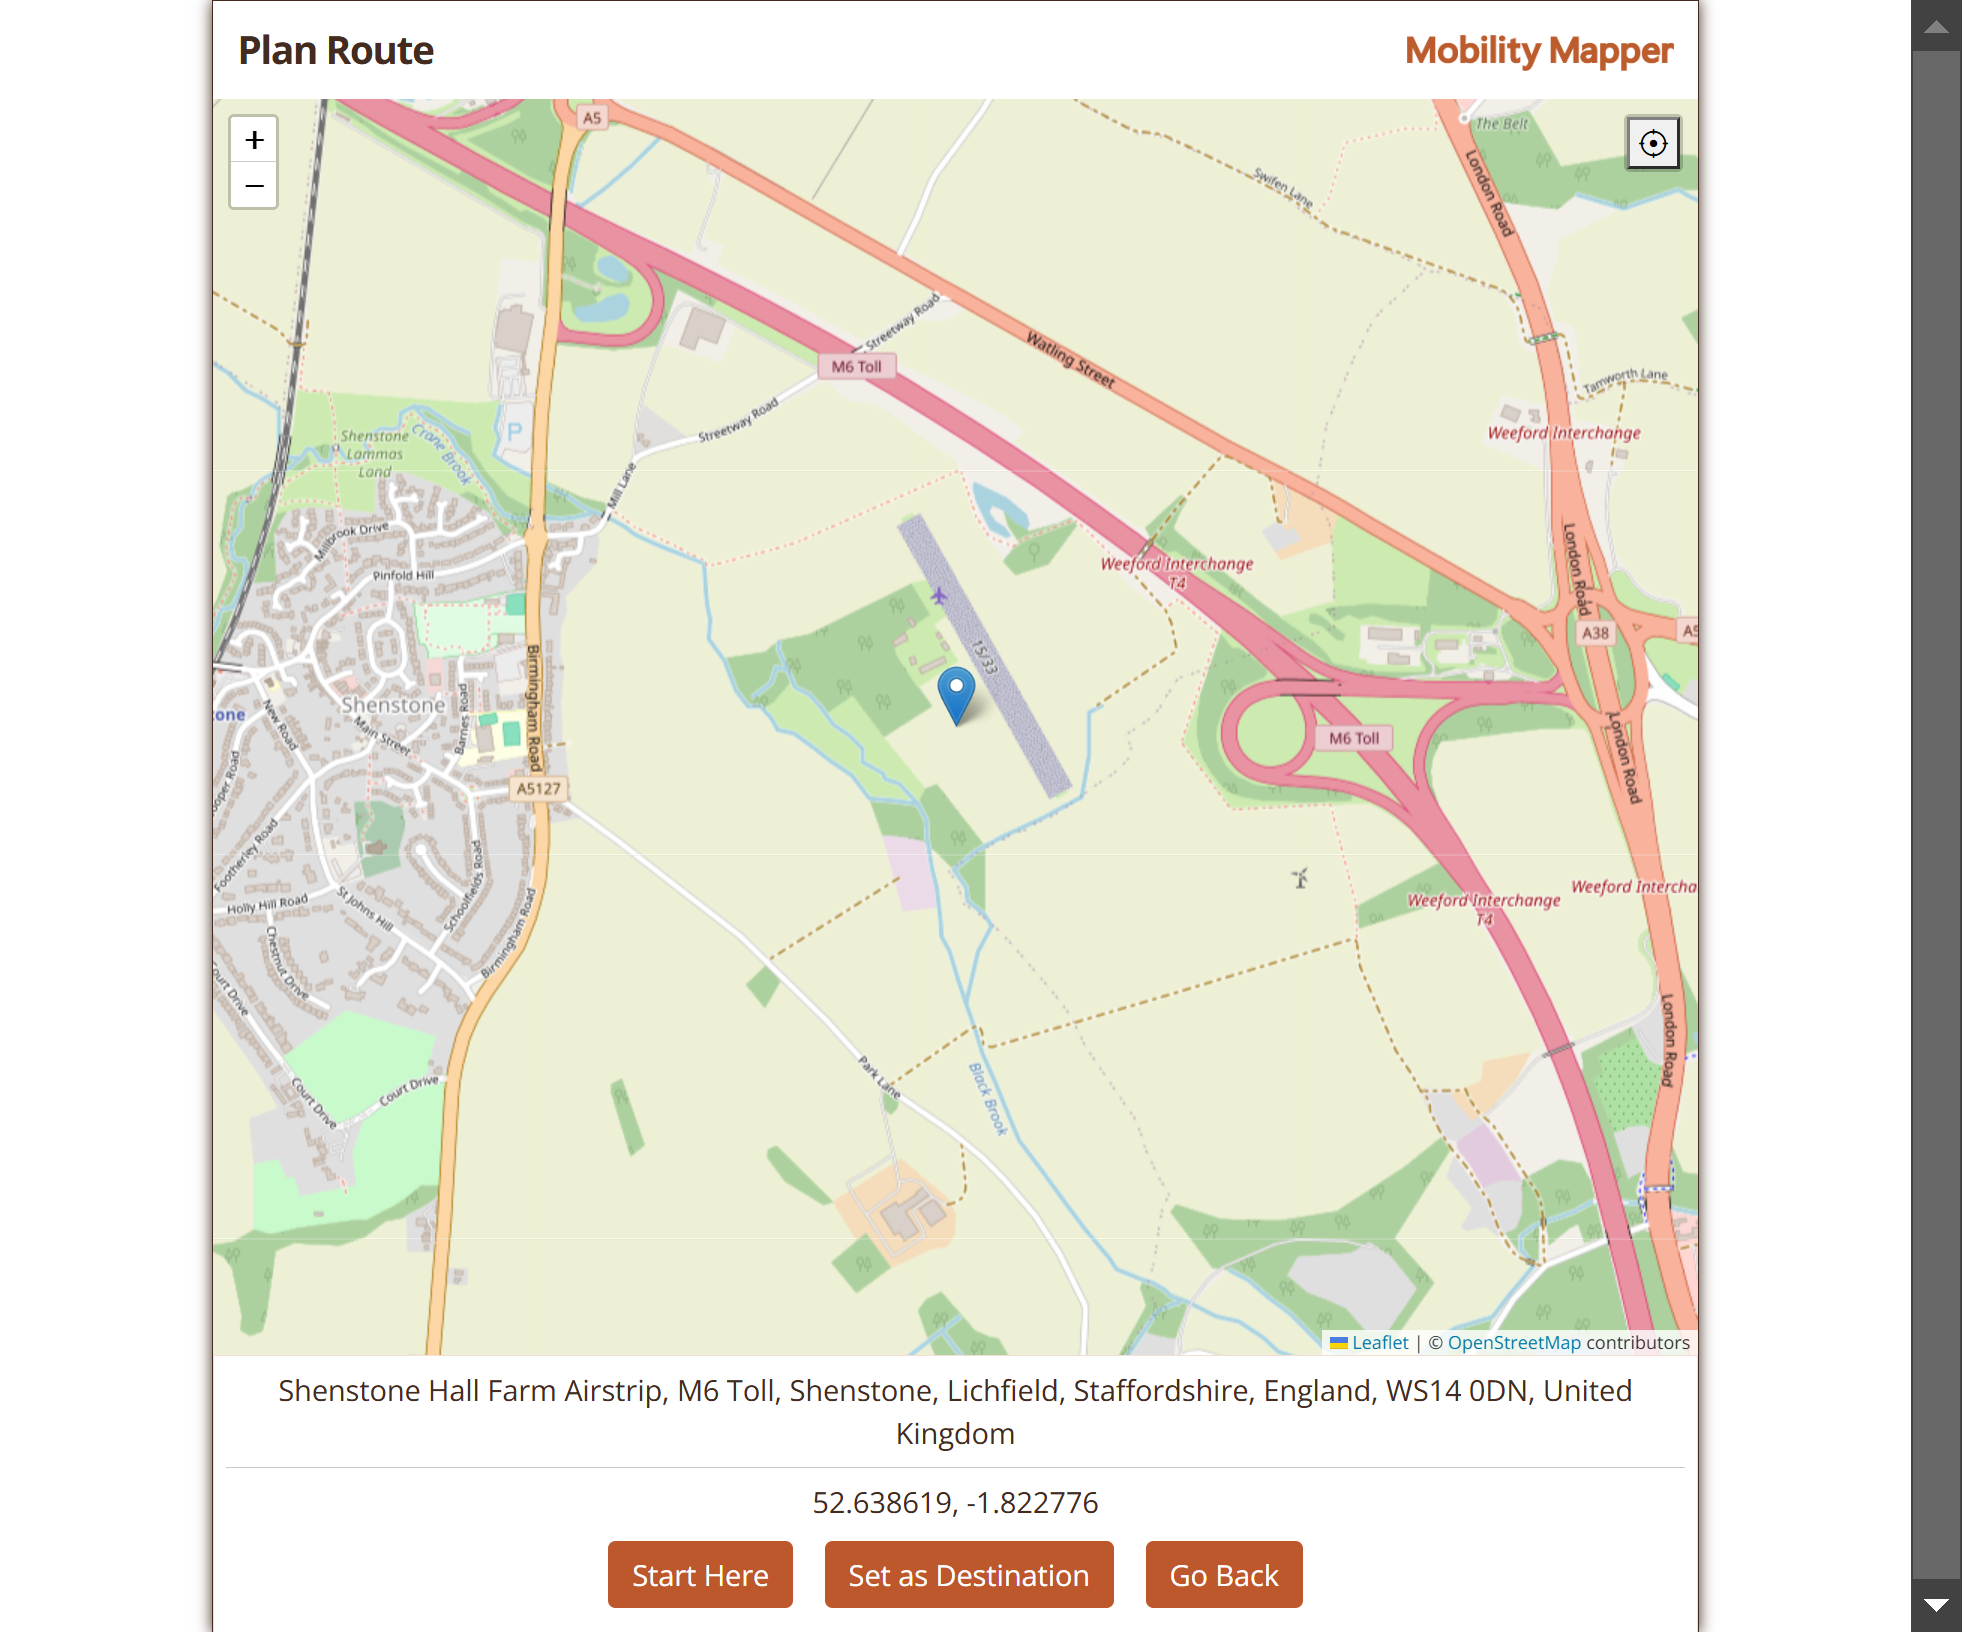 Plan Route
Mobility Mapper
+
−
A5
The Belt
London Road
Swifen Lane
Streetway Road
Watling Street
M6 Toll
Tamworth Lane
Streetway Road
Weeford Interchange
P
Shenstone
Lammas
Land
Crane Brook
Mill Lane
Millbrook Drive
Pinfold Hill
Weeford Interchange
T4
London Road
A38
A5
15/33
Birmingham Road
Barnes Road
Shenstone
tone
New Road
Main Street
M6 Toll
London Road
A5127
ooper Road
Footherley Road
Schoolfields Road
Holly Hill Road
St Johns Hill
Birmingham Road
Chestnut Drive
ourt Drive
Weeford Interchange
T4
Weeford Intercha
London Road
Park Lane
Black Brook
Court Drive
Court Drive
Leaflet | © OpenStreetMap contributors
Shenstone Hall Farm Airstrip, M6 Toll, Shenstone, Lichfield, Staffordshire, England, WS14 0DN, United
Kingdom
52.638619, -1.822776
Start Here
Set as Destination
Go Back